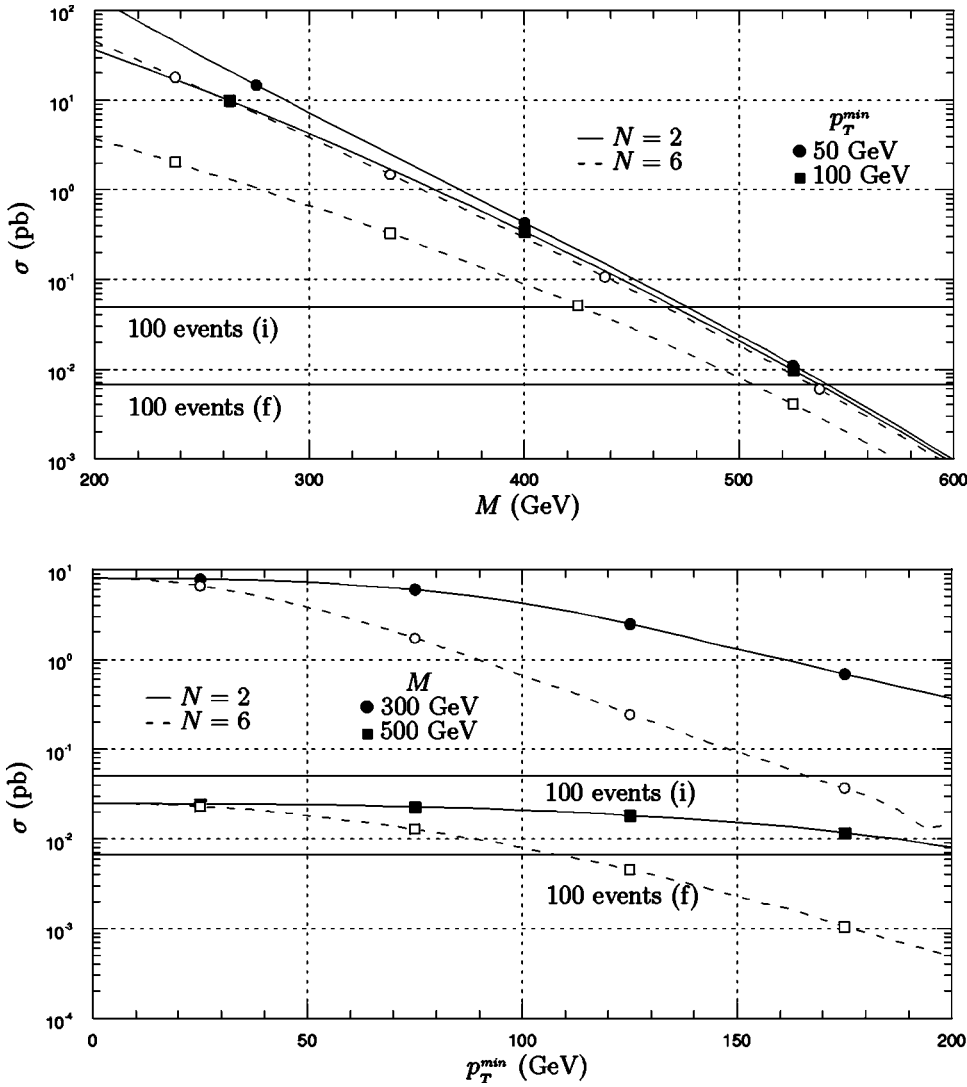 10²
10¹
10⁰
10⁻¹
10⁻²
10⁻³
σ (pb)
N = 2
N = 6
p_T^min
50 GeV
100 GeV
100 events (i)
100 events (f)
200 300 400 500 600
M (GeV)
10¹
10⁰
10⁻¹
10⁻²
10⁻³
10⁻⁴
σ (pb)
N = 2
N = 6
M
300 GeV
500 GeV
100 events (i)
100 events (f)
0 50 100 150 200
p_T^min (GeV)